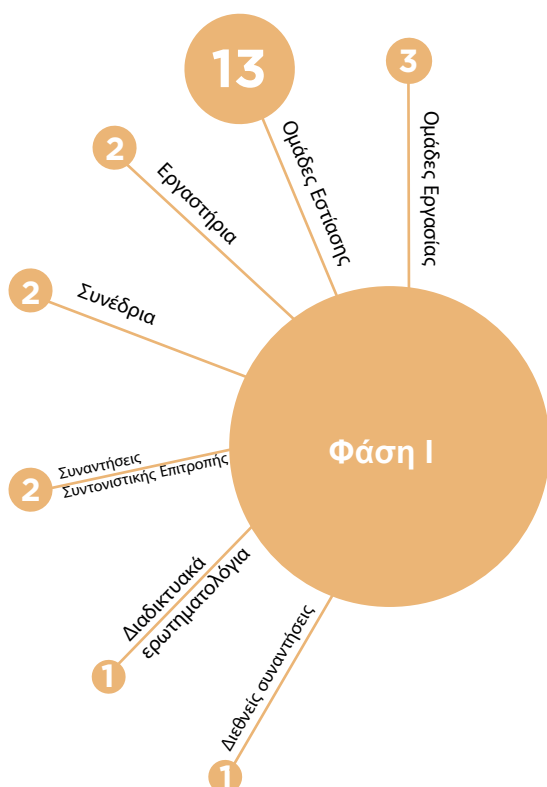 13
Ομάδες Εστίασης
3
Ομάδες Εργασίας
2
Εργαστήρια
2
Συνέδρια
2
Συναντήσεις
Συντονιστικής Επιτροπής
1
Διαδικτυακά
ερωτηματολόγια
1
Διεθνείς συναντήσεις
Φάση Ι